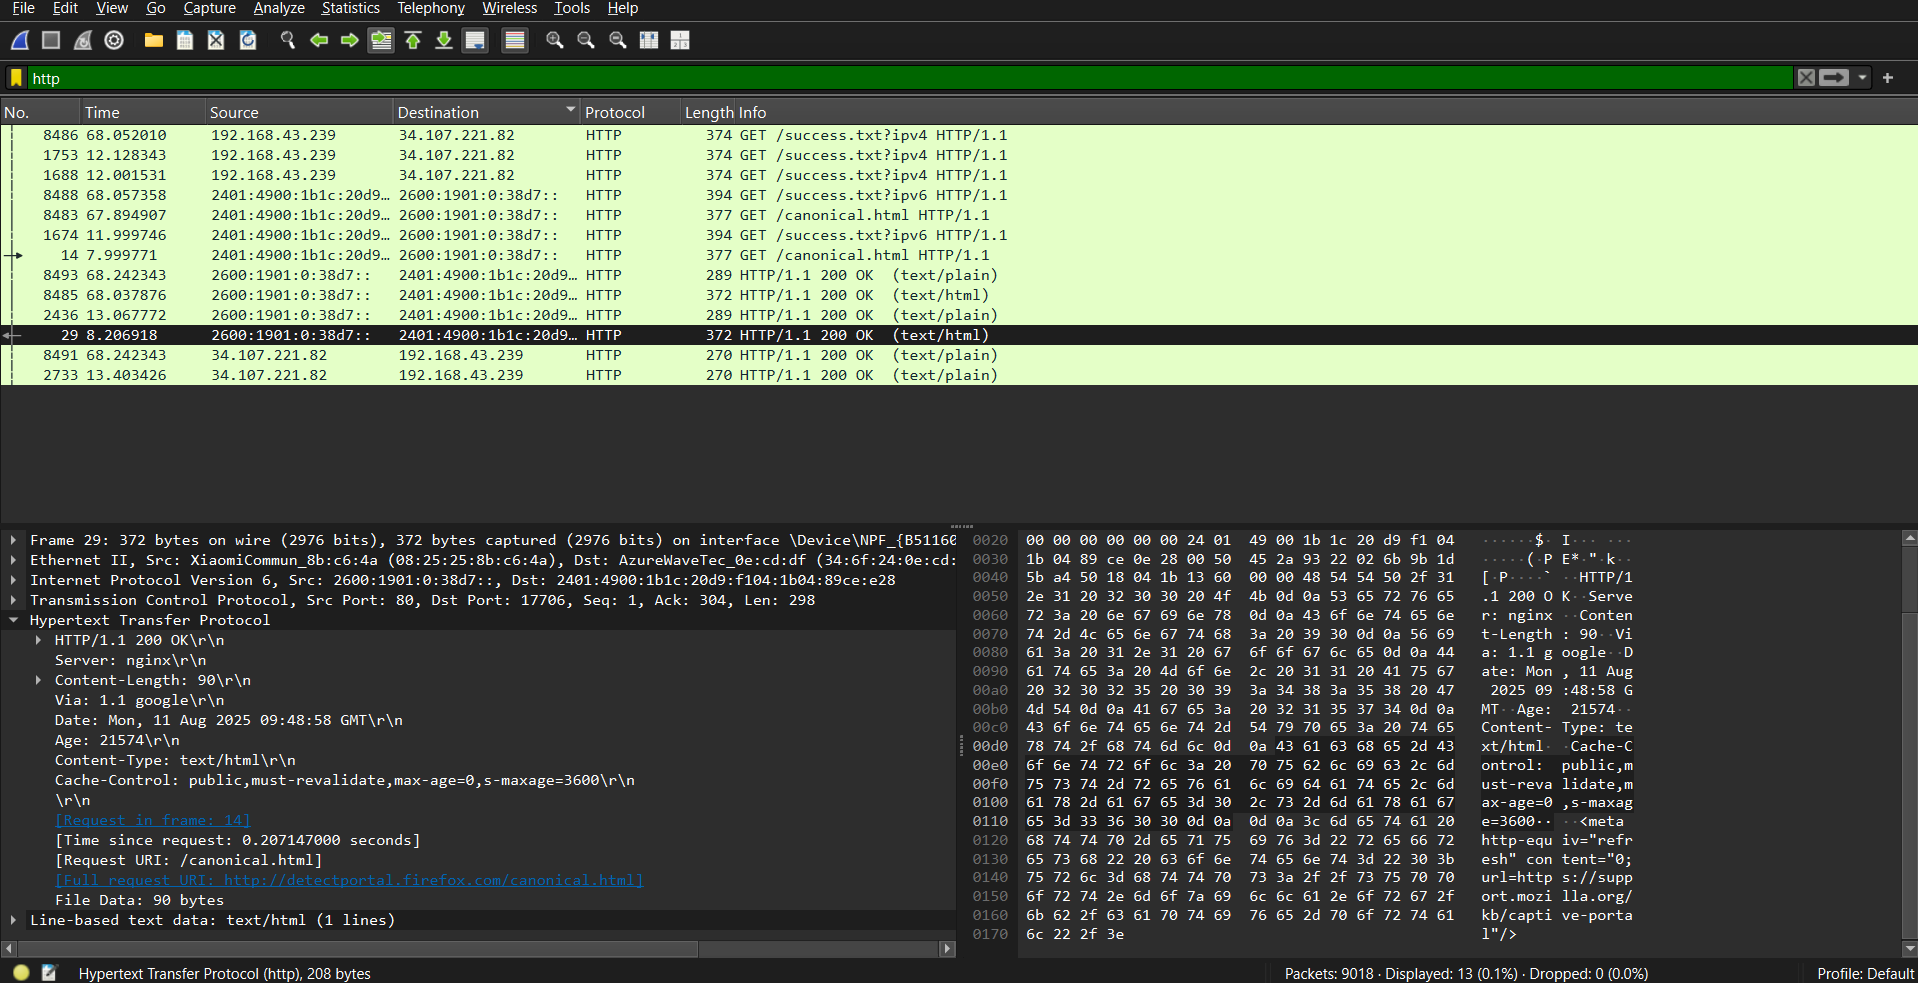 File Edit View Go Capture Analyze Statistics Telephony Wireless Tools Help
http
No. Time Source Destination Protocol Length Info
8486 68.052010 192.168.43.239 34.107.221.82 HTTP 374 GET /success.txt?ipv4 HTTP/1.1
1753 12.128343 192.168.43.239 34.107.221.82 HTTP 374 GET /success.txt?ipv4 HTTP/1.1
1688 12.001531 192.168.43.239 34.107.221.82 HTTP 374 GET /success.txt?ipv4 HTTP/1.1
8488 68.057358 2401:4900:1b1c:20d9… 2600:1901:0:38d7:: HTTP 394 GET /success.txt?ipv6 HTTP/1.1
8483 67.894907 2401:4900:1b1c:20d9… 2600:1901:0:38d7:: HTTP 377 GET /canonical.html HTTP/1.1
1674 11.999746 2401:4900:1b1c:20d9… 2600:1901:0:38d7:: HTTP 394 GET /success.txt?ipv6 HTTP/1.1
14 7.999771 2401:4900:1b1c:20d9… 2600:1901:0:38d7:: HTTP 377 GET /canonical.html HTTP/1.1
8493 68.242343 2600:1901:0:38d7:: 2401:4900:1b1c:20d9… HTTP 289 HTTP/1.1 200 OK (text/plain)
8485 68.037876 2600:1901:0:38d7:: 2401:4900:1b1c:20d9… HTTP 372 HTTP/1.1 200 OK (text/html)
2436 13.067772 2600:1901:0:38d7:: 2401:4900:1b1c:20d9… HTTP 289 HTTP/1.1 200 OK (text/plain)
29 8.206918 2600:1901:0:38d7:: 2401:4900:1b1c:20d9… HTTP 372 HTTP/1.1 200 OK (text/html)
8491 68.242343 34.107.221.82 192.168.43.239 HTTP 270 HTTP/1.1 200 OK (text/plain)
2733 13.403426 34.107.221.82 192.168.43.239 HTTP 270 HTTP/1.1 200 OK (text/plain)
Frame 29: 372 bytes on wire (2976 bits), 372 bytes captured (2976 bits) on interface \Device\NPF_{B51160
Ethernet II, Src: XiaomiCommun_8b:c6:4a (08:25:25:8b:c6:4a), Dst: AzureWaveTec_0e:cd:df (34:6f:24:0e:cd:
Internet Protocol Version 6, Src: 2600:1901:0:38d7::, Dst: 2401:4900:1b1c:20d9:f104:1b04:89ce:e28
Transmission Control Protocol, Src Port: 80, Dst Port: 17706, Seq: 1, Ack: 304, Len: 298
Hypertext Transfer Protocol
HTTP/1.1 200 OK\r\n
Server: nginx\r\n
Content-Length: 90\r\n
Via: 1.1 google\r\n
Date: Mon, 11 Aug 2025 09:48:58 GMT\r\n
Age: 21574\r\n
Content-Type: text/html\r\n
Cache-Control: public,must-revalidate,max-age=0,s-maxage=3600\r\n
\r\n
[Request in frame: 14]
[Time since request: 0.207147000 seconds]
[Request URI: /canonical.html]
[Full request URI: http://detectportal.firefox.com/canonical.html]
File Data: 90 bytes
Line-based text data: text/html (1 lines)
0020 00 00 00 00 00 00 24 01 49 00 1b 1c 20 d9 f1 04 ······$· I··· ···
0030 1b 04 89 ce 0e 28 00 50 45 2a 93 22 02 6b 9b 1d ·····(·P E*·"·k··
0040 5b a4 50 18 04 1b 13 60 00 00 48 54 54 50 2f 31 [·P····` ··HTTP/1
0050 2e 31 20 32 30 30 20 4f 4b 0d 0a 53 65 72 76 65 .1 200 O K··Serve
0060 72 3a 20 6e 67 69 6e 78 0d 0a 43 6f 6e 74 65 6e r: nginx ··Conten
0070 74 2d 4c 65 6e 67 74 68 3a 20 39 30 0d 0a 56 69 t-Length : 90··Vi
0080 61 3a 20 31 2e 31 20 67 6f 6f 67 6c 65 0d 0a 44 a: 1.1 g oogle··D
0090 61 74 65 3a 20 4d 6f 6e 2c 20 31 31 20 41 75 67 ate: Mon , 11 Aug
00a0 20 32 30 32 35 20 30 39 3a 34 38 3a 35 38 20 47 2025 09 :48:58 G
00b0 4d 54 0d 0a 41 67 65 3a 20 32 31 35 37 34 0d 0a MT··Age: 21574··
00c0 43 6f 6e 74 65 6e 74 2d 54 79 70 65 3a 20 74 65 Content- Type: te
00d0 78 74 2f 68 74 6d 6c 0d 0a 43 61 63 68 65 2d 43 xt/html· ·Cache-C
00e0 6f 6e 74 72 6f 6c 3a 20 70 75 62 6c 69 63 2c 6d ontrol: public,m
00f0 75 73 74 2d 72 65 76 61 6c 69 64 61 74 65 2c 6d ust-reva lidate,m
0100 61 78 2d 61 67 65 3d 30 2c 73 2d 6d 61 78 61 67 ax-age=0 ,s-maxag
0110 65 3d 33 36 30 30 0d 0a 0d 0a 3c 6d 65 74 61 20 e=3600·· ··<meta
0120 68 74 74 70 2d 65 71 75 69 76 3d 22 72 65 66 72 http-equ iv="refr
0130 65 73 68 22 20 63 6f 6e 74 65 6e 74 3d 22 30 3b esh" con tent="0;
0140 75 72 6c 3d 68 74 74 70 73 3a 2f 2f 73 75 70 70 url=http s://supp
0150 6f 72 74 2e 6d 6f 7a 69 6c 6c 61 2e 6f 72 67 2f ort.mozi lla.org/
0160 6b 62 2f 63 61 70 74 69 76 65 2d 70 6f 72 74 61 kb/capti ve-porta
0170 6c 22 2f 3e l"/>
Hypertext Transfer Protocol (http), 208 bytes Packets: 9018 · Displayed: 13 (0.1%) · Dropped: 0 (0.0%) Profile: Default